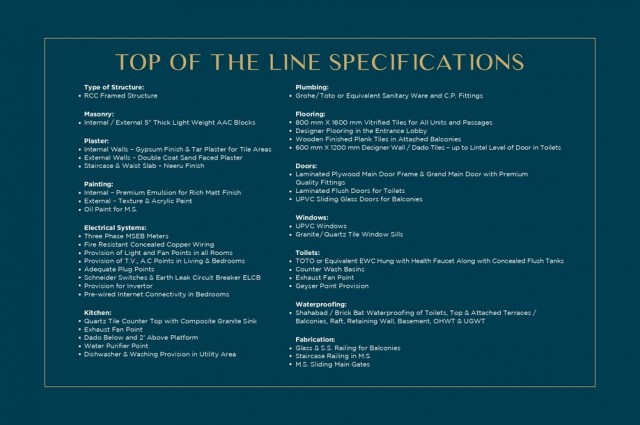 TOP OF THE LINE SPECIFICATIONS
Type of Structure:
• RCC Framed Structure
Masonry:
• Internal / External 5" Thick Light Weight AAC Blocks
Plaster:
• Internal Walls – Gypsum Finish & Tar Plaster for Tile Areas
• External Walls – Double Coat Sand Faced Plaster
• Staircase & Waist Slab – Neeru Finish
Painting:
• Internal – Premium Emulsion for Rich Matt Finish
• External – Texture & Acrylic Paint
• Oil Paint for M.S.
Electrical Systems:
• Three Phase MSEB Meters
• Fire Resistant Concealed Copper Wiring
• Provision of Light and Fan Points in all Rooms
• Provision of T.V., A.C Points in Living & Bedrooms
• Adequate Plug Points
• Schneider Switches & Earth Leak Circuit Breaker ELCB
• Provision for Invertor
• Pre-wired Internet Connectivity in Bedrooms
Kitchen:
• Quartz Tile Counter Top with Composite Granite Sink
• Exhaust Fan Point
• Dado Below and 2' Above Platform
• Water Purifier Point
• Dishwasher & Washing Provision in Utility Area
Plumbing:
• Grohe/Toto or Equivalent Sanitary Ware and C.P. Fittings
Flooring:
• 800 mm X 1600 mm Vitrified Tiles for All Units and Passages
• Designer Flooring in the Entrance Lobby
• Wooden Finished Plank Tiles in Attached Balconies
• 600 mm X 1200 mm Designer Wall / Dado Tiles – up to Lintel Level of Door in Toilets
Doors:
• Laminated Plywood Main Door Frame & Grand Main Door with Premium
Quality Fittings
• Laminated Flush Doors for Toilets
• UPVC Sliding Glass Doors for Balconies
Windows:
• UPVC Windows
• Granite/Quartz Tile Window Sills
Toilets:
• TOTO or Equivalent EWC Hung with Health Faucet Along with Concealed Flush Tanks
• Counter Wash Basins
• Exhaust Fan Point
• Geyser Point Provision
Waterproofing:
• Shahabad / Brick Bat Waterproofing of Toilets, Top & Attached Terraces /
Balconies, Raft, Retaining Wall, Basement, OHWT & UGWT
Fabrication:
• Glass & S.S. Railing for Balconies
• Staircase Railing in M.S.
• M.S. Sliding Main Gates